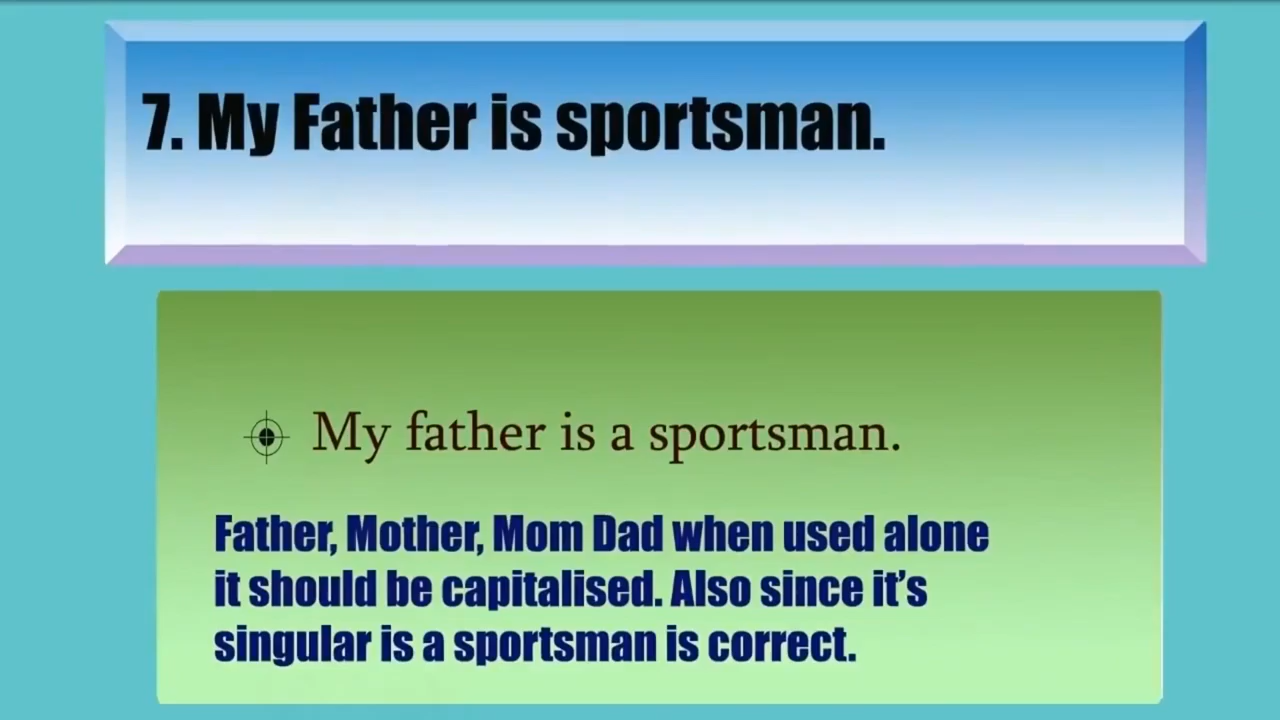 7. My Father is sportsman.
My father is a sportsman.
Father, Mother, Mom Dad when used alone
it should be capitalised. Also since it’s
singular is a sportsman is correct.